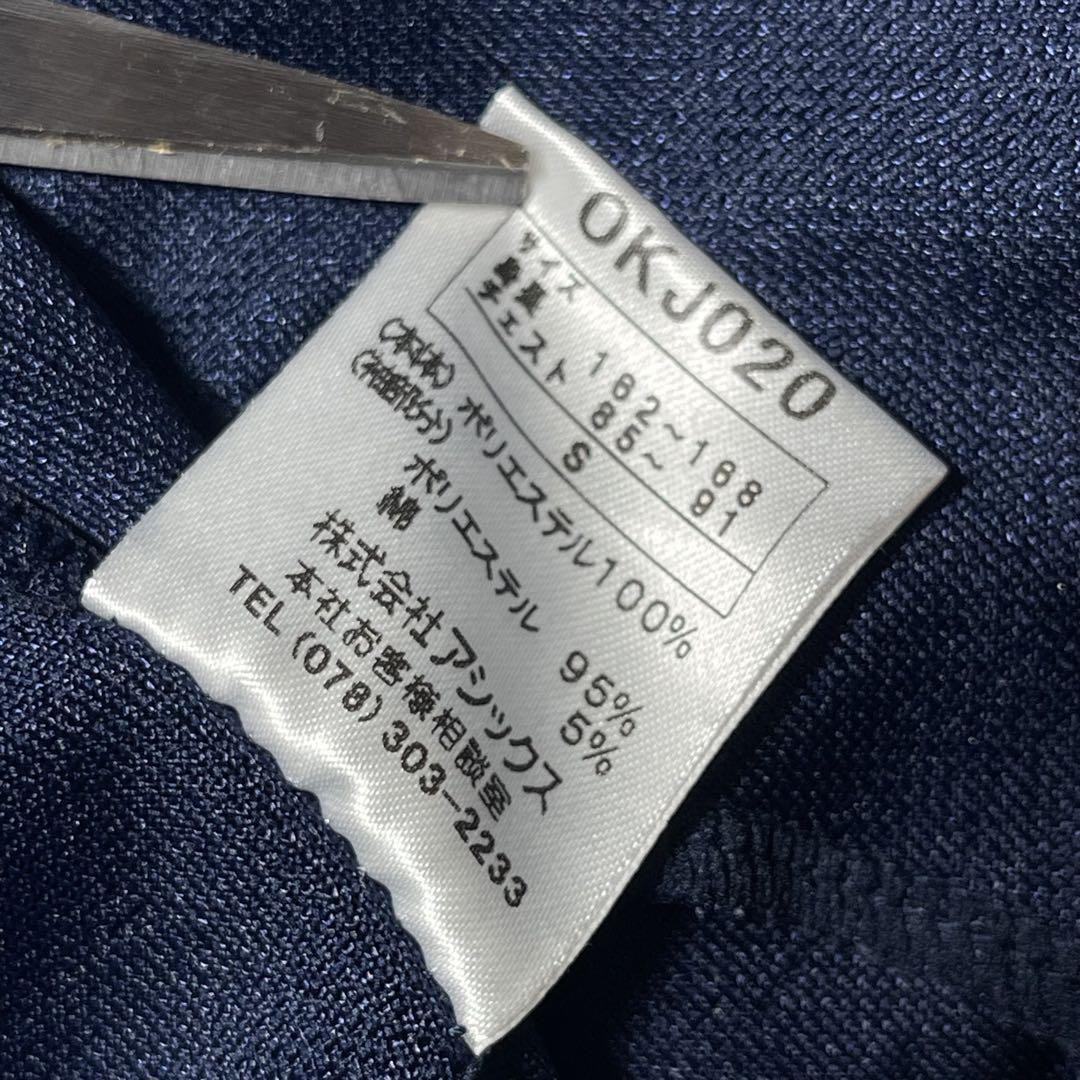 OKJ020
サイズ
身長 162~168
チェスト 85~ 91
S
(本体) ポリエステル100%
(袖部分) ポリエステル 95%
綿 5%
株式会社アシックス
本社お客様相談室
TEL(078)303-2233